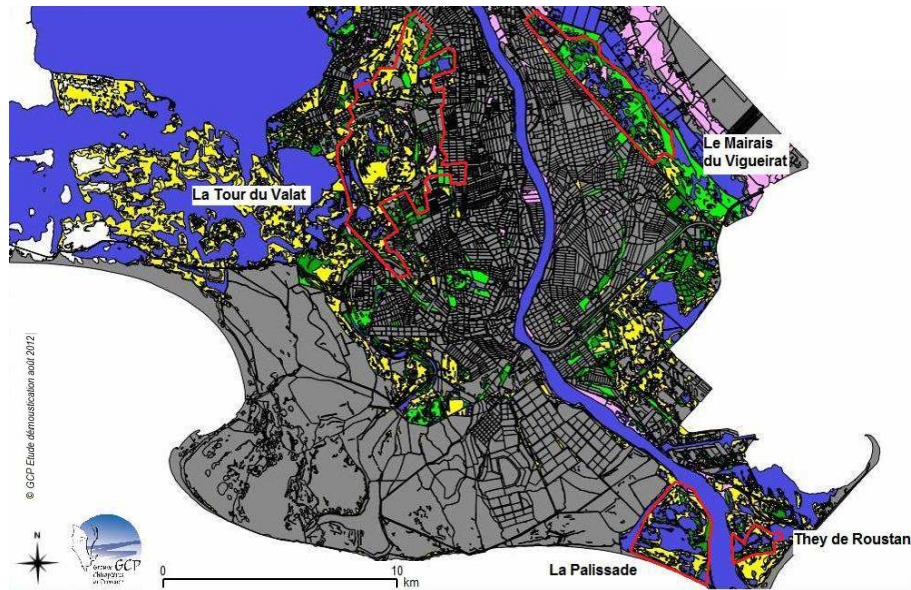 Le Mairais
du Vigueirat
La Tour du Valat
© GCP Etude démoustication août 2012
They de Roustan
La Palissade
N
GCP
0
10
km